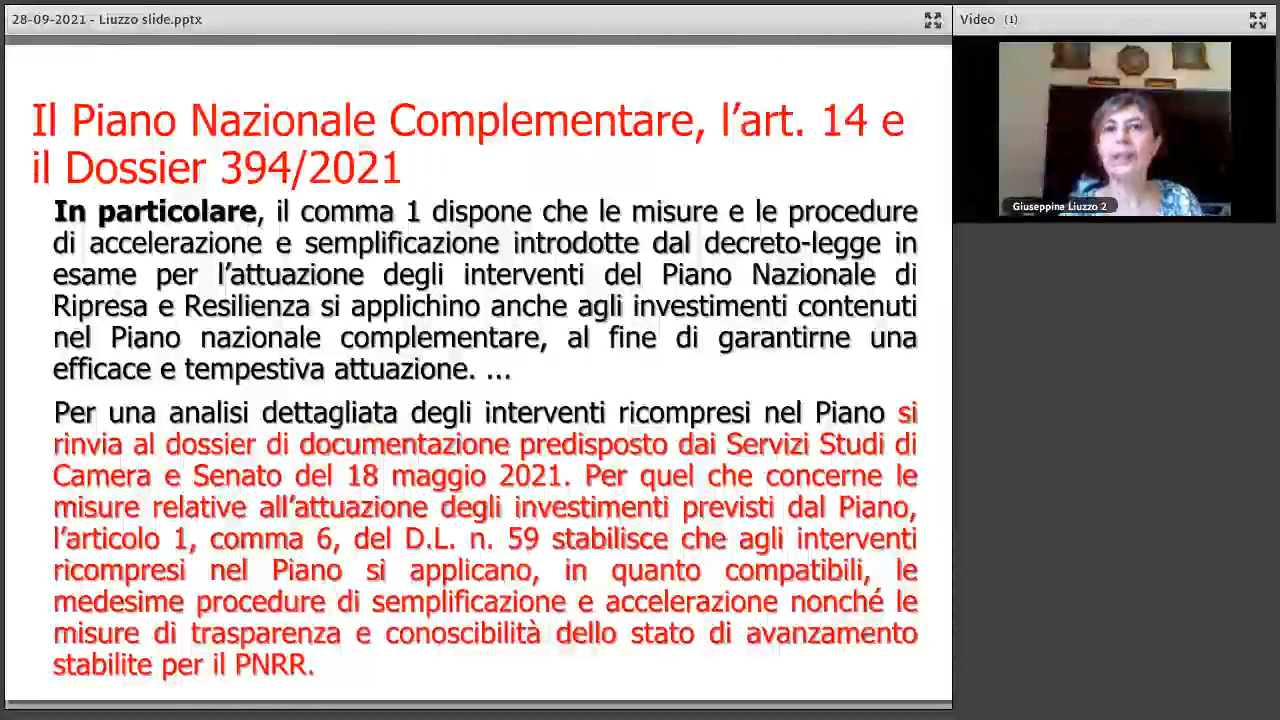 28-09-2021 - Liuzzo slide.pptx
Video (1)
Giuseppina Liuzzo 2
Il Piano Nazionale Complementare, l’art. 14 e
il Dossier 394/2021
In particolare, il comma 1 dispone che le misure e le procedure
di accelerazione e semplificazione introdotte dal decreto-legge in
esame per l’attuazione degli interventi del Piano Nazionale di
Ripresa e Resilienza si applichino anche agli investimenti contenuti
nel Piano nazionale complementare, al fine di garantirne una
efficace e tempestiva attuazione. ...
Per una analisi dettagliata degli interventi ricompresi nel Piano si
rinvia al dossier di documentazione predisposto dai Servizi Studi di
Camera e Senato del 18 maggio 2021. Per quel che concerne le
misure relative all’attuazione degli investimenti previsti dal Piano,
l’articolo 1, comma 6, del D.L. n. 59 stabilisce che agli interventi
ricompresi nel Piano si applicano, in quanto compatibili, le
medesime procedure di semplificazione e accelerazione nonché le
misure di trasparenza e conoscibilità dello stato di avanzamento
stabilite per il PNRR.